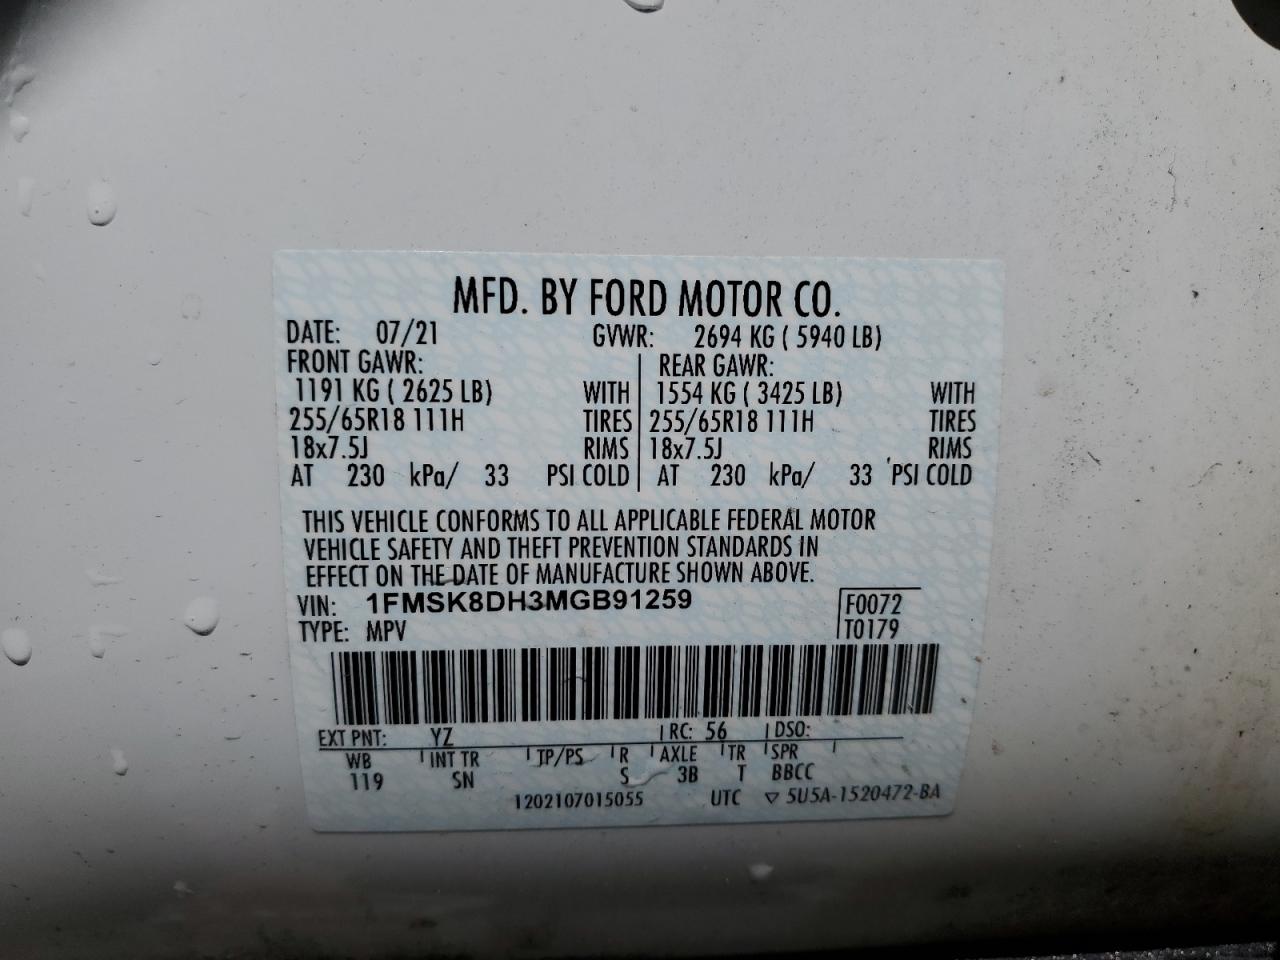 MFD. BY FORD MOTOR CO.
DATE: 07/21 GVWR: 2694 KG ( 5940 LB)
FRONT GAWR: REAR GAWR:
1191 KG ( 2625 LB) WITH 1554 KG ( 3425 LB) WITH
255/65R18 111H TIRES 255/65R18 111H TIRES
18x7.5J RIMS 18x7.5J RIMS
AT 230 kPa/ 33 PSI COLD AT 230 kPa/ 33 PSI COLD
THIS VEHICLE CONFORMS TO ALL APPLICABLE FEDERAL MOTOR
VEHICLE SAFETY AND THEFT PREVENTION STANDARDS IN
EFFECT ON THE DATE OF MANUFACTURE SHOWN ABOVE.
VIN: 1FMSK8DH3MGB91259 F0072
TYPE: MPV T0179
EXT PNT: YZ RC: 56 DSO:
WB INT TR TP/PS R AXLE TR SPR
119 SN S 3B T BBCC
1202107015055 UTC ▽ 5U5A-1520472-BA